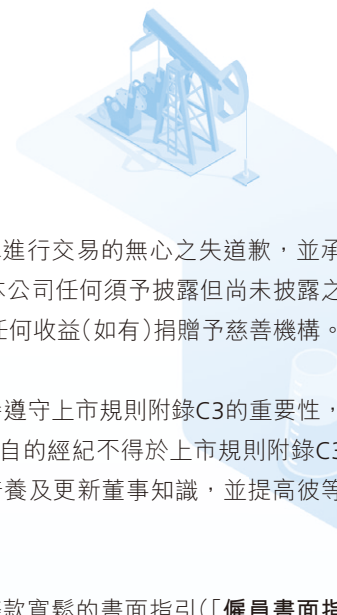 進行交易的無心之失道歉，並承
本公司任何須予披露但尚未披露之
任何收益(如有)捐贈予慈善機構。
遵守上市規則附錄C3的重要性，
自的經紀不得於上市規則附錄C3
培養及更新董事知識，並提高彼等
款寬鬆的書面指引(「僱員書面指